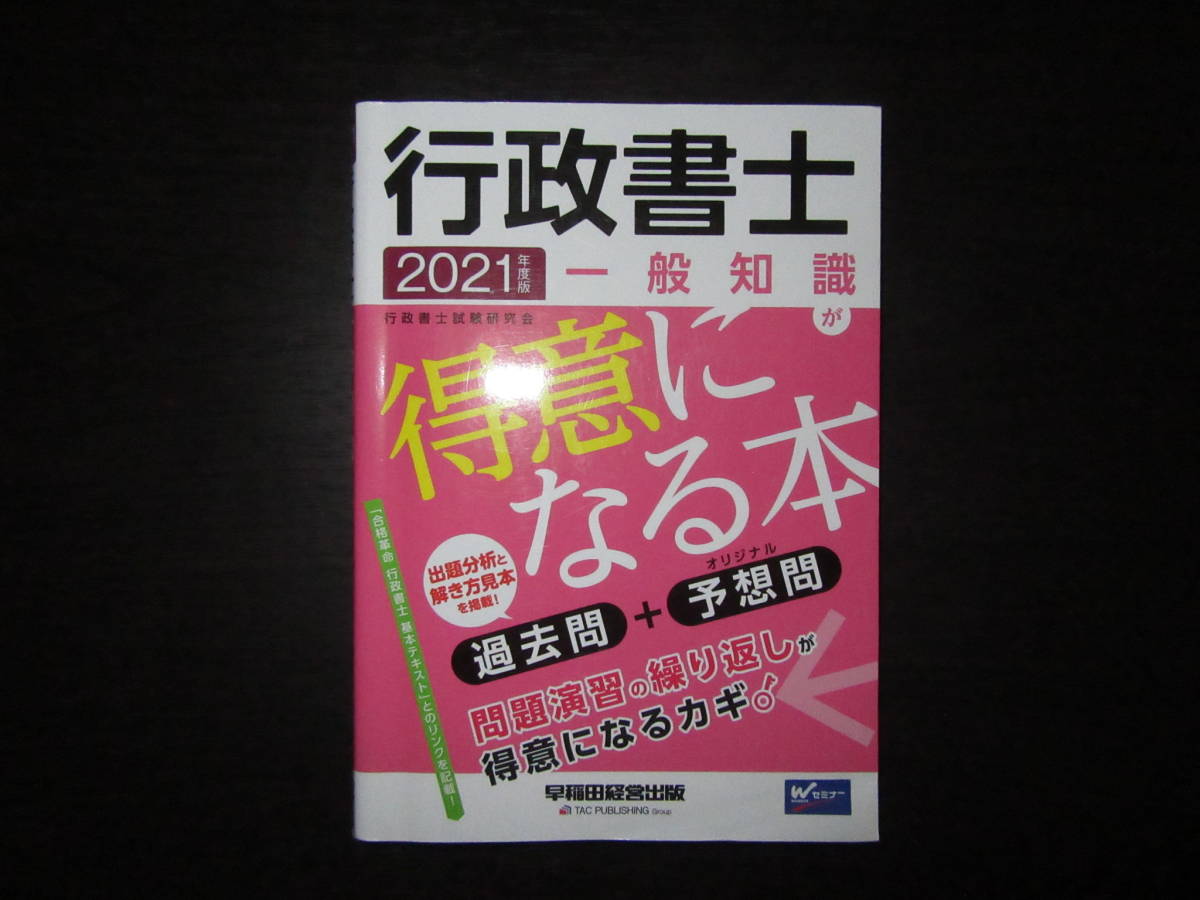 行政書士
2021年度版
一般知識が
行政書士試験研究会
得意に
なる本
出題分析と
解き方見本
を掲載!
オリジナル
過去問+予想問
問題演習の繰り返しが
得意になるカギ!
「合格革命 行政書士 基本テキスト」とのリンクを記載!
早稲田経営出版
TAC PUBLISHING Group
Wセミナー